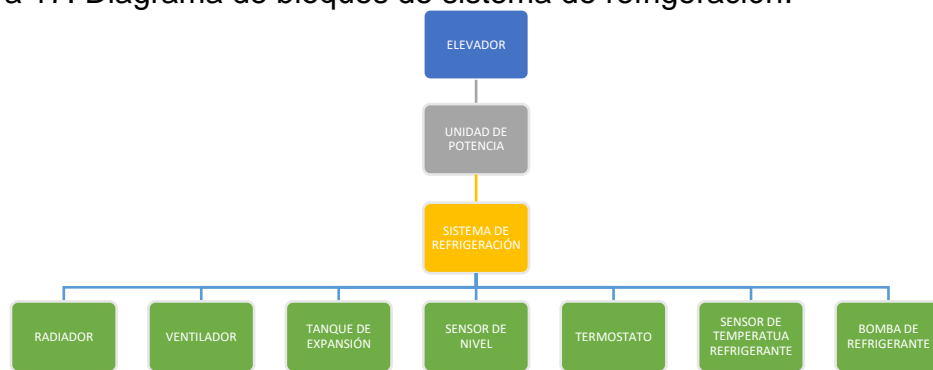 a 17. Diagrama de bloques de sistema de refrigeración.
ELEVADOR
UNIDAD DE
POTENCIA
SISTEMA DE
REFRIGERACIÓN
RADIADOR
VENTILADOR
TANQUE DE
EXPANSIÓN
SENSOR DE
NIVEL
TERMOSTATO
SENSOR DE
TEMPERATUA
REFRIGERANTE
BOMBA DE
REFRIGERANTE